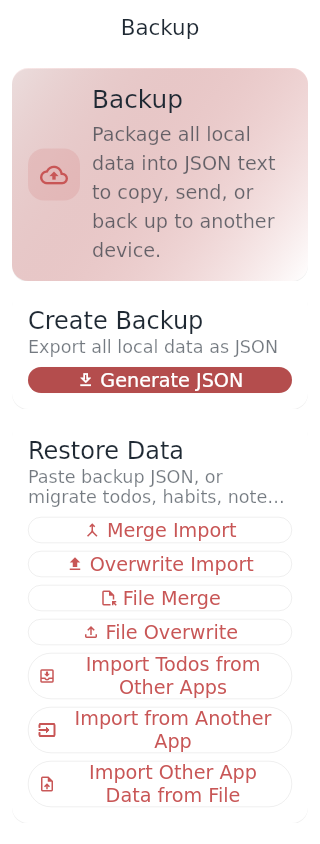 Backup
Backup
Package all local
data into JSON text
to copy, send, or
back up to another
device.
Create Backup
Export all local data as JSON
Generate JSON
Restore Data
Paste backup JSON, or
migrate todos, habits, note…
Merge Import
Overwrite Import
File Merge
File Overwrite
Import Todos from
Other Apps
Import from Another
App
Import Other App
Data from File